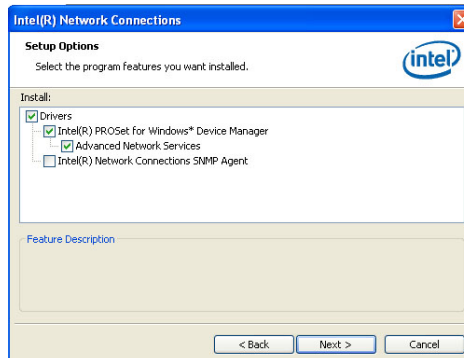 Intel(R) Network Connections
Setup Options
Select the program features you want installed.
intel
Install:
Drivers
Intel(R) PROSet for Windows* Device Manager
Advanced Network Services
Intel(R) Network Connections SNMP Agent
Feature Description
< Back
Next >
Cancel